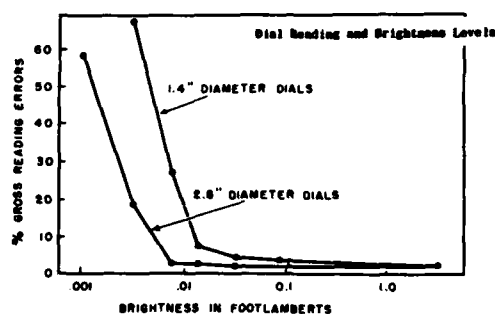 Dial Reading and Brightness Levels
60
50
40
30
20
10
0
% GROSS READING ERRORS
1.4" DIAMETER DIALS
2.8" DIAMETER DIALS
.001
.01
0.1
1.0
BRIGHTNESS IN FOOTLAMBERTS